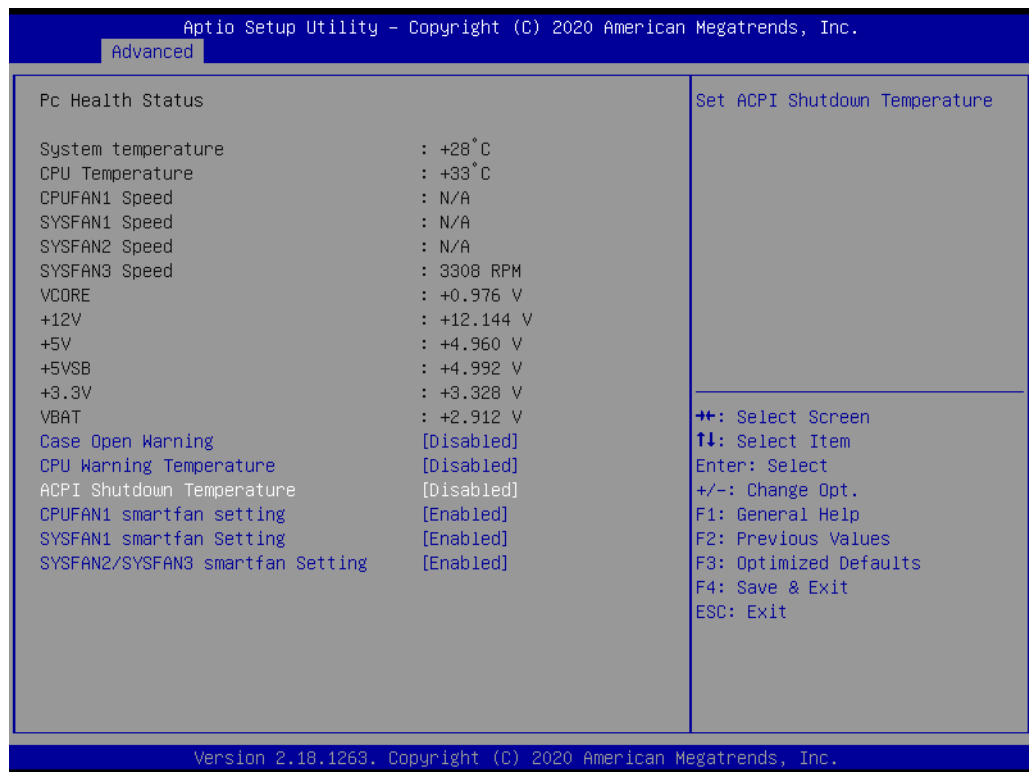 Aptio Setup Utility – Copyright (C) 2020 American Megatrends, Inc.
Advanced
Pc Health Status
System temperature : +28°C
CPU Temperature : +33°C
CPUFAN1 Speed : N/A
SYSFAN1 Speed : N/A
SYSFAN2 Speed : N/A
SYSFAN3 Speed : 3308 RPM
VCORE : +0.976 V
+12V : +12.144 V
+5V : +4.960 V
+5VSB : +4.992 V
+3.3V : +3.328 V
VBAT : +2.912 V
Case Open Warning [Disabled]
CPU Warning Temperature [Disabled]
ACPI Shutdown Temperature [Disabled]
CPUFAN1 smartfan setting [Enabled]
SYSFAN1 smartfan Setting [Enabled]
SYSFAN2/SYSFAN3 smartfan Setting [Enabled]
Set ACPI Shutdown Temperature
→←: Select Screen
↑↓: Select Item
Enter: Select
+/-: Change Opt.
F1: General Help
F2: Previous Values
F3: Optimized Defaults
F4: Save & Exit
ESC: Exit
Version 2.18.1263. Copyright (C) 2020 American Megatrends, Inc.